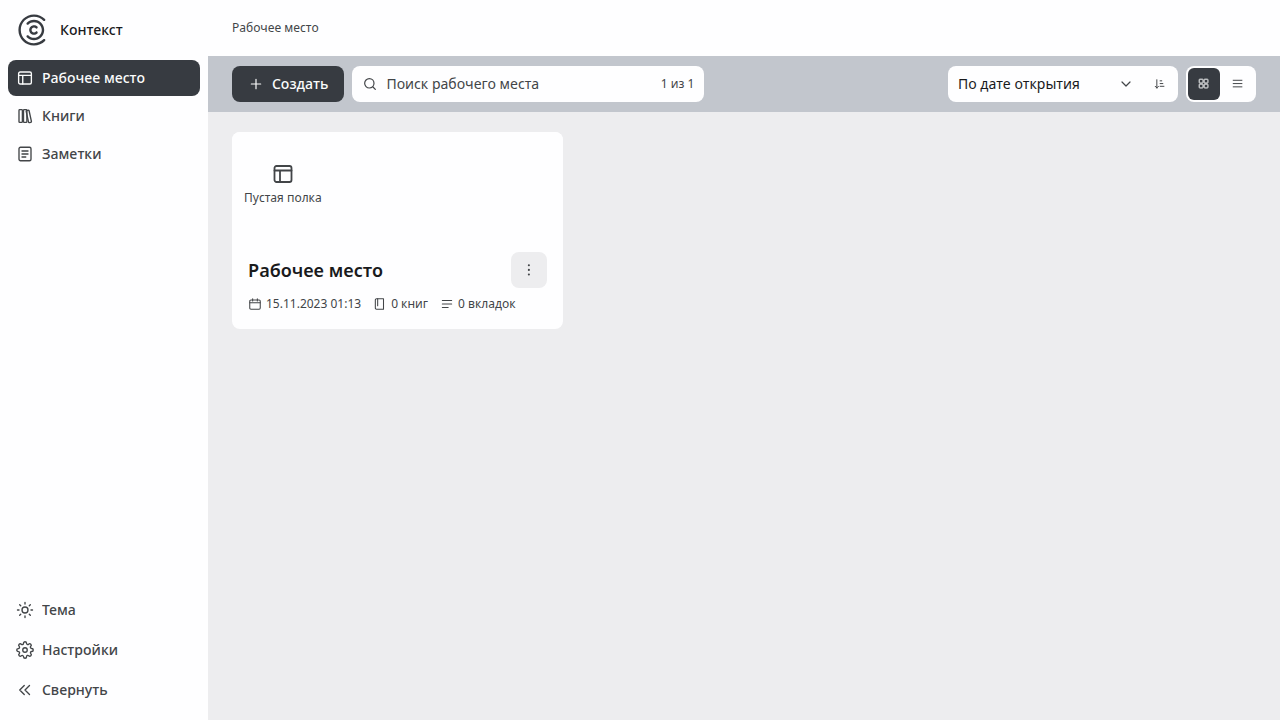 Контекст
Рабочее место
Книги
Заметки
Тема
Настройки
Свернуть
Рабочее место
Создать
Поиск рабочего места
1 из 1
По дате открытия
Пустая полка
Рабочее место
15.11.2023 01:13 0 книг 0 вкладок